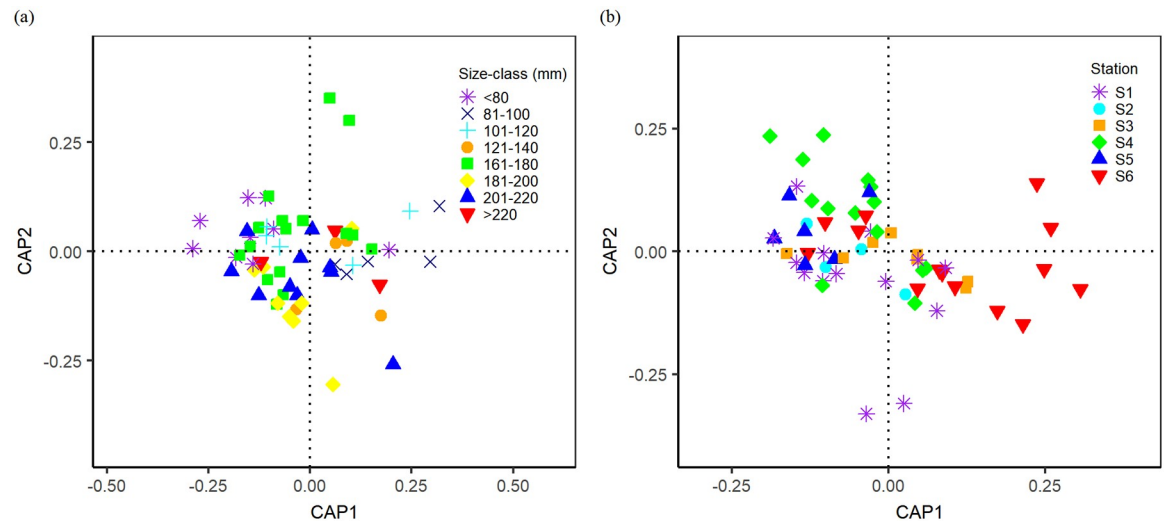 (a)
Size-class (mm)
<80
81-100
101-120
121-140
161-180
181-200
201-220
>220
0.25
0.00
-0.25
CAP2
-0.50
-0.25
0.00
0.25
0.50
CAP1
(b)
Station
S1
S2
S3
S4
S5
S6
0.25
0.00
-0.25
CAP2
-0.25
0.00
0.25
CAP1